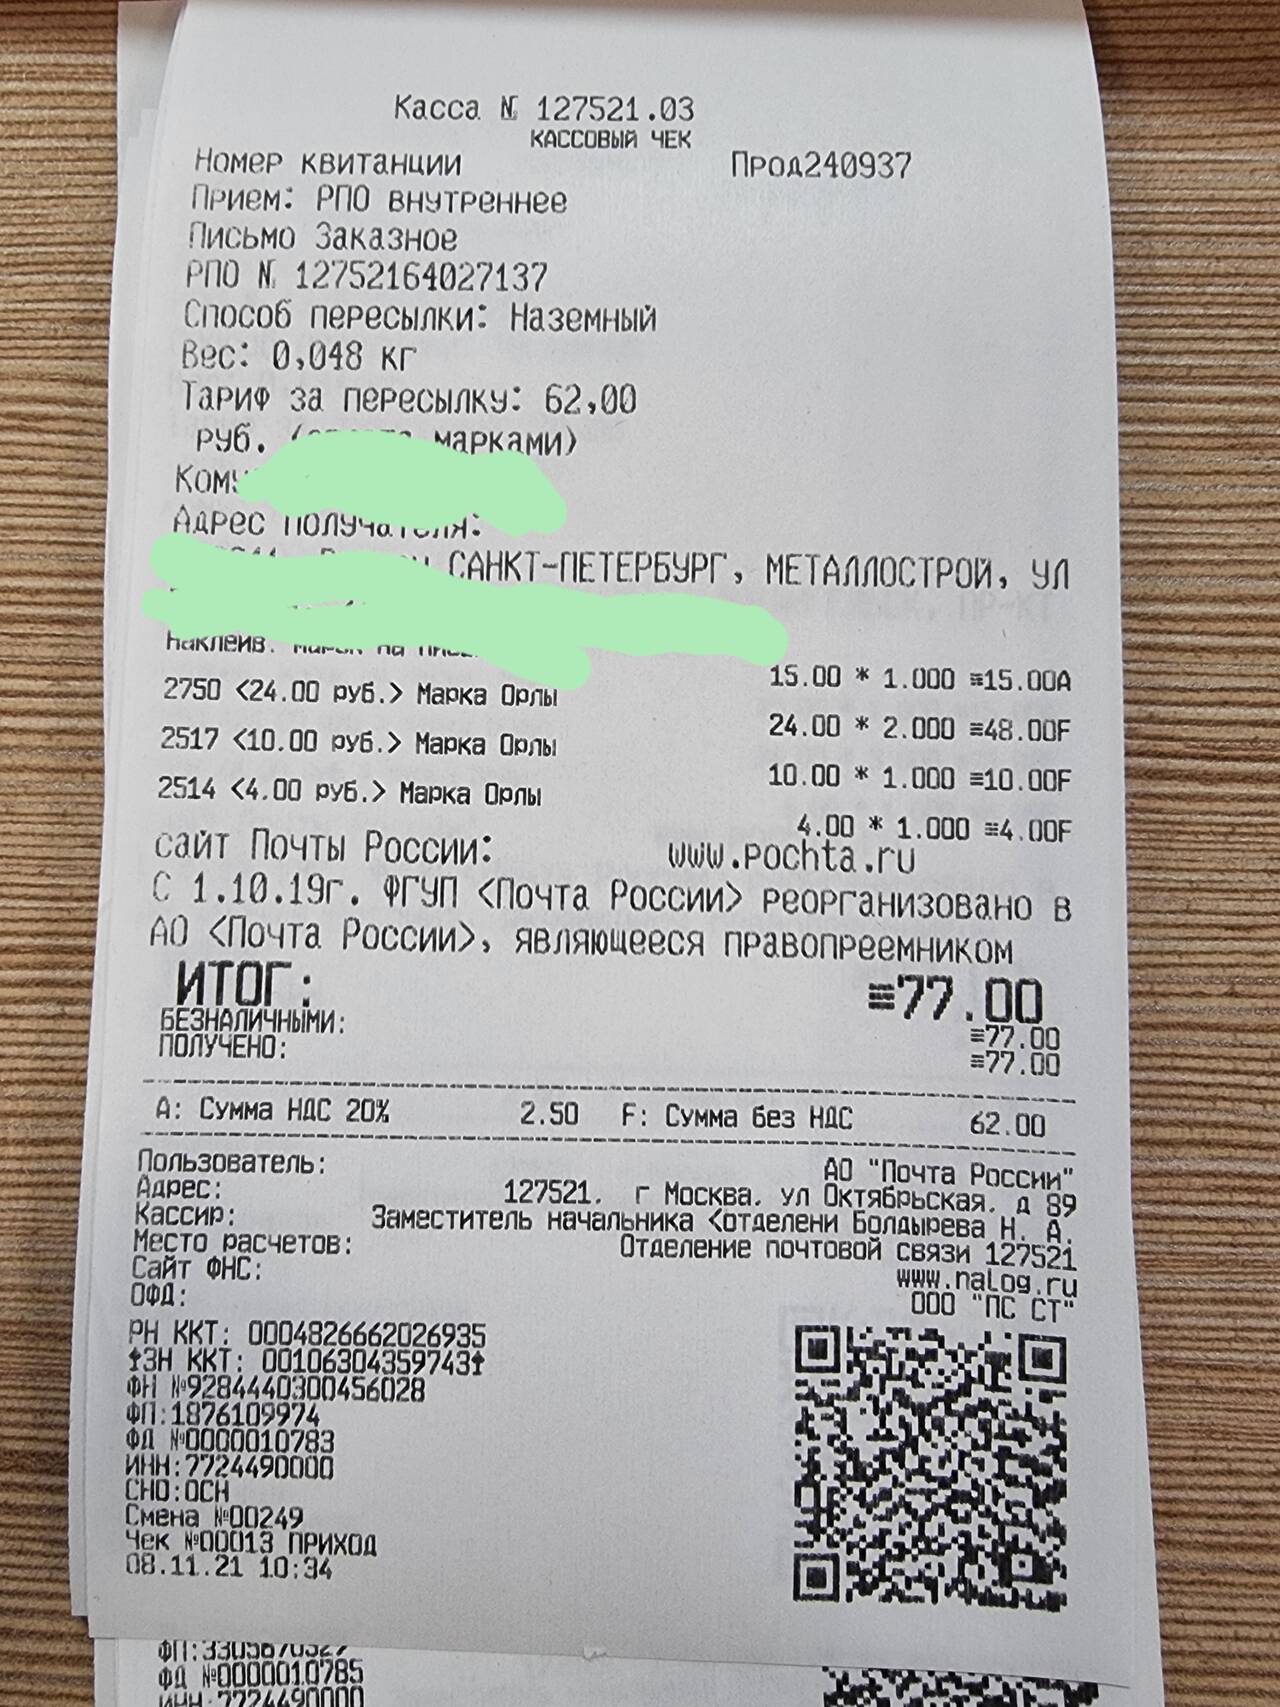 Касса № 127521.03
КАССОВЫЙ ЧЕК
Номер квитанции Прод240937
Прием: РПО внутреннее
Письмо Заказное
РПО № 12752164027137
Способ пересылки: Наземный
Вес: 0,048 кг
Тариф за пересылку: 62,00
руб. марками)
Кому
Адрес получателя:
САНКТ-ПЕТЕРБУРГ, МЕТАЛЛОСТРОЙ, УЛ
Наклеив. на
15.00 * 1.000 ≡15.00А
2750 <24.00 руб.> Марка Орлы
24.00 * 2.000 ≡48.00F
2517 <10.00 руб.> Марка Орлы
10.00 * 1.000 ≡10.00F
2514 <4.00 руб.> Марка Орлы
4.00 * 1.000 ≡4.00F
сайт Почты России: www.pochta.ru
С 1.10.19г. ФГУП <Почта России> реорганизовано в
АО <Почта России>, являющееся правопреемником
ИТОГ: ≡77.00
БЕЗНАЛИЧНЫМИ: ≡77.00
ПОЛУЧЕНО: ≡77.00
А: Сумма НДС 20% 2.50 F: Сумма без НДС 62.00
Пользователь: АО "Почта России"
Адрес: 127521, г Москва, ул Октябрьская, д 89
Кассир: Заместитель начальника <отделени Болдырева Н. А.
Место расчетов: Отделение почтовой связи 127521
Сайт ФНС: www.nalog.ru
ОФД: ООО "ПС СТ"
РН ККТ: 0004826662026935
ЗН ККТ: 00106304359743
ФН №9284440300456028
ФП:1876109974
ФД №0000010783
ИНН:7724490000
СНО:ОСН
Смена №00249
Чек №00013 ПРИХОД
08.11.21 10:34
ФП:3305670327
ФД №0000010785
ИНН:7724490000